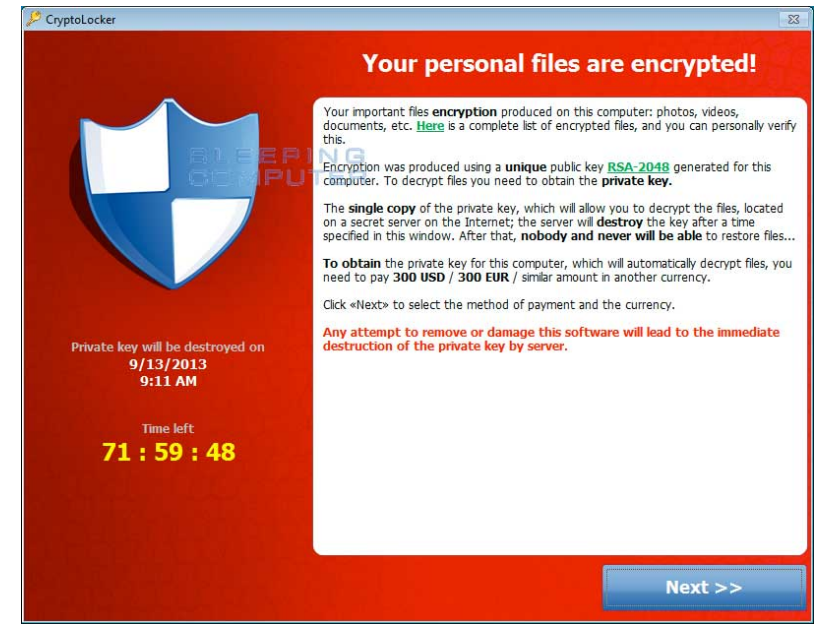 CryptoLocker
Your personal files are encrypted!
Your important files encryption produced on this computer: photos, videos,
documents, etc. Here is a complete list of encrypted files, and you can personally verify
this.
Encryption was produced using a unique public key RSA-2048 generated for this
computer. To decrypt files you need to obtain the private key.
The single copy of the private key, which will allow you to decrypt the files, located
on a secret server on the Internet; the server will destroy the key after a time
specified in this window. After that, nobody and never will be able to restore files...
To obtain the private key for this computer, which will automatically decrypt files, you
need to pay 300 USD / 300 EUR / similar amount in another currency.
Click «Next» to select the method of payment and the currency.
Any attempt to remove or damage this software will lead to the immediate
destruction of the private key by server.
BLEEPING
COMPUTER
Private key will be destroyed on
9/13/2013
9:11 AM
Time left
71 : 59 : 48
Next >>